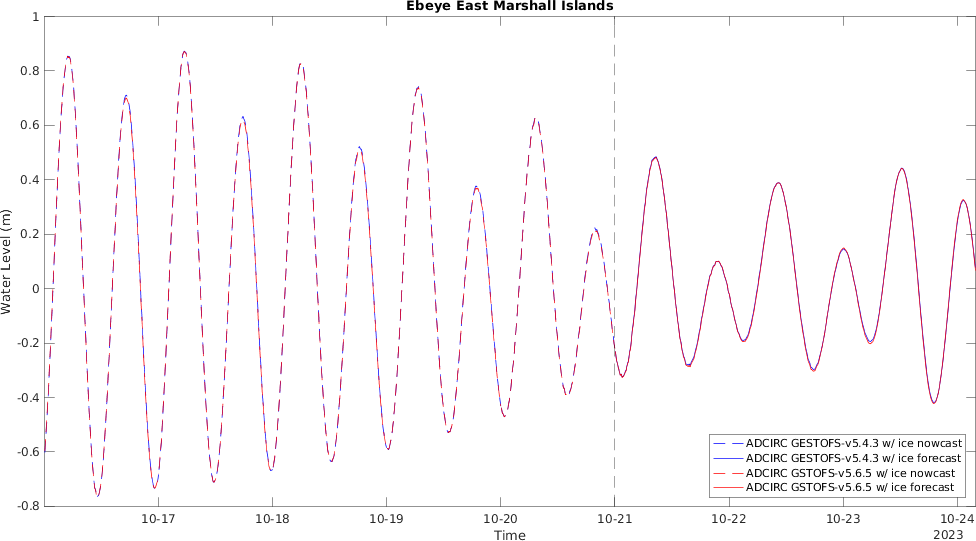 Ebeye East Marshall Islands
1
0.8
0.6
0.4
0.2
0
-0.2
-0.4
-0.6
-0.8
Water Level (m)
ADCIRC GESTOFS-v5.4.3 w/ ice nowcast
ADCIRC GESTOFS-v5.4.3 w/ ice forecast
ADCIRC GSTOFS-v5.6.5 w/ ice nowcast
ADCIRC GSTOFS-v5.6.5 w/ ice forecast
10-17 10-18 10-19 10-20 10-21 10-22 10-23 10-24
Time
2023